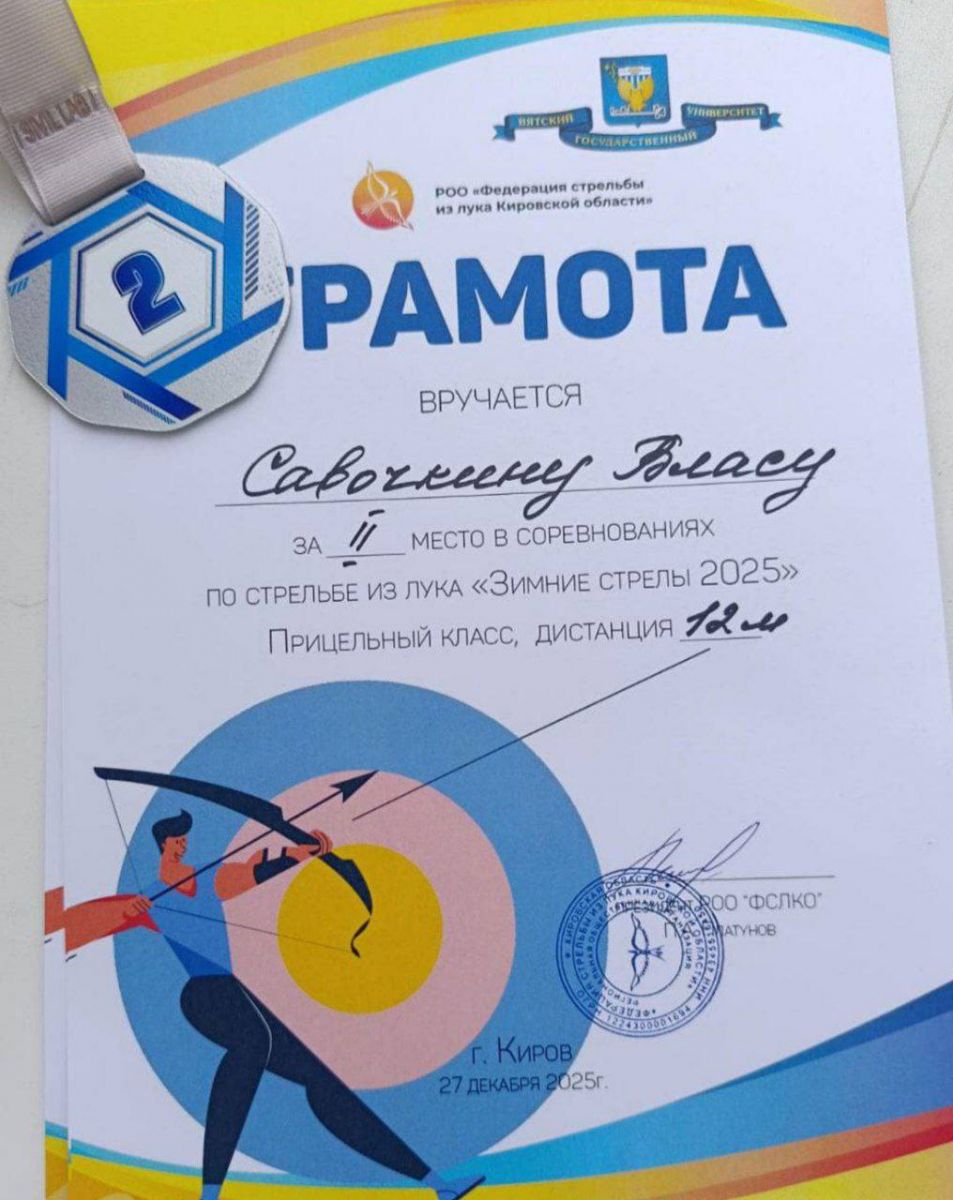 2
ВЯТСКИЙ ГОСУДАРСТВЕННЫЙ УНИВЕРСИТЕТ
РОО «Федерация стрельбы
из лука Кировской области»
ГРАМОТА
ВРУЧАЕТСЯ
Савочкину Власу
ЗА II МЕСТО В СОРЕВНОВАНИЯХ
ПО СТРЕЛЬБЕ ИЗ ЛУКА «ЗИМНИЕ СТРЕЛЫ 2025»
ПРИЦЕЛЬНЫЙ КЛАСС, ДИСТАНЦИЯ 12 м
РОО "ФСЛКО"
г. КИРОВ
27 ДЕКАБРЯ 2025г.